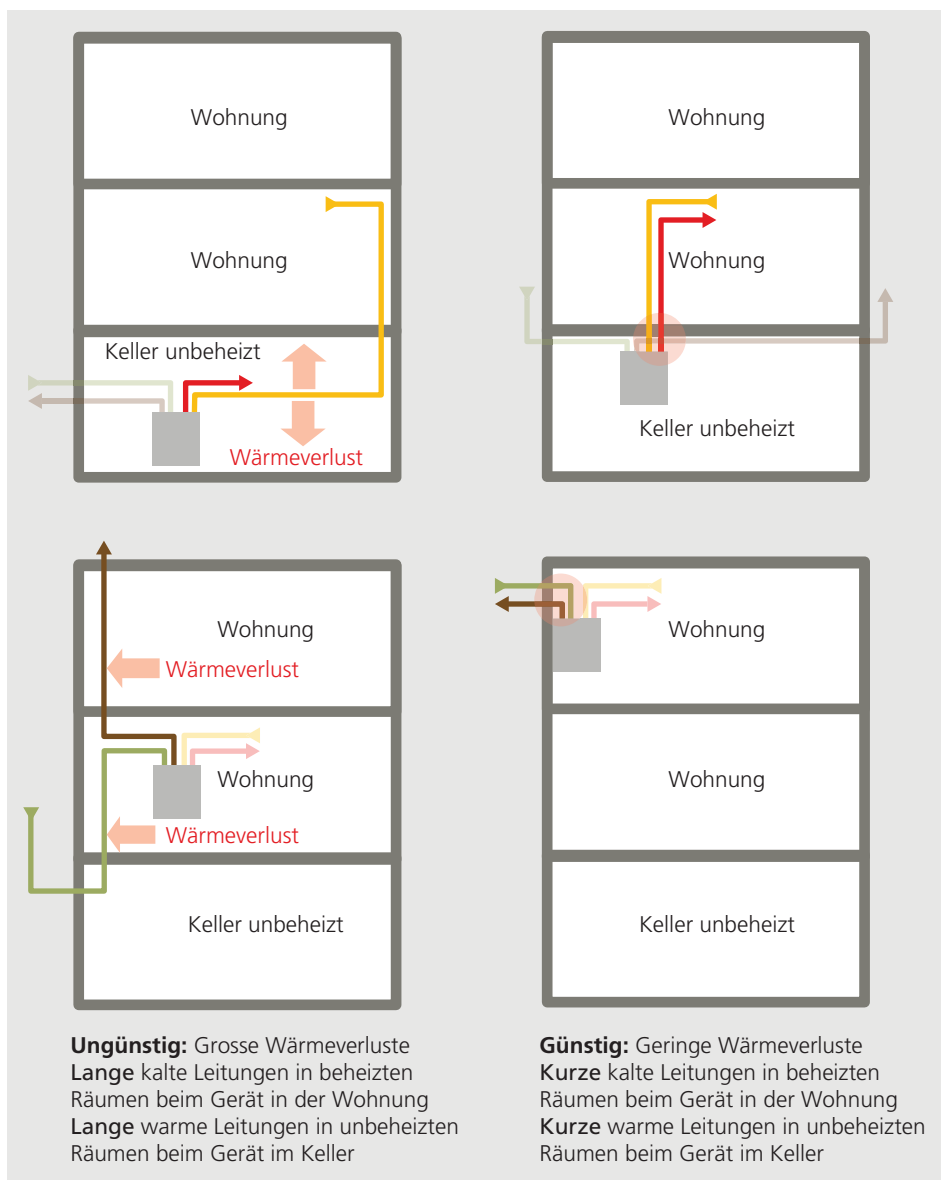 Wohnung
Wohnung
Keller unbeheizt
Wärmeverlust
Wohnung
Wohnung
Keller unbeheizt
Wohnung
Wärmeverlust
Wohnung
Wärmeverlust
Keller unbeheizt
Wohnung
Wohnung
Keller unbeheizt
Ungünstig: Grosse Wärmeverluste
Lange kalte Leitungen in beheizten
Räumen beim Gerät in der Wohnung
Lange warme Leitungen in unbeheizten
Räumen beim Gerät im Keller
Günstig: Geringe Wärmeverluste
Kurze kalte Leitungen in beheizten
Räumen beim Gerät in der Wohnung
Kurze warme Leitungen in unbeheizten
Räumen beim Gerät im Keller